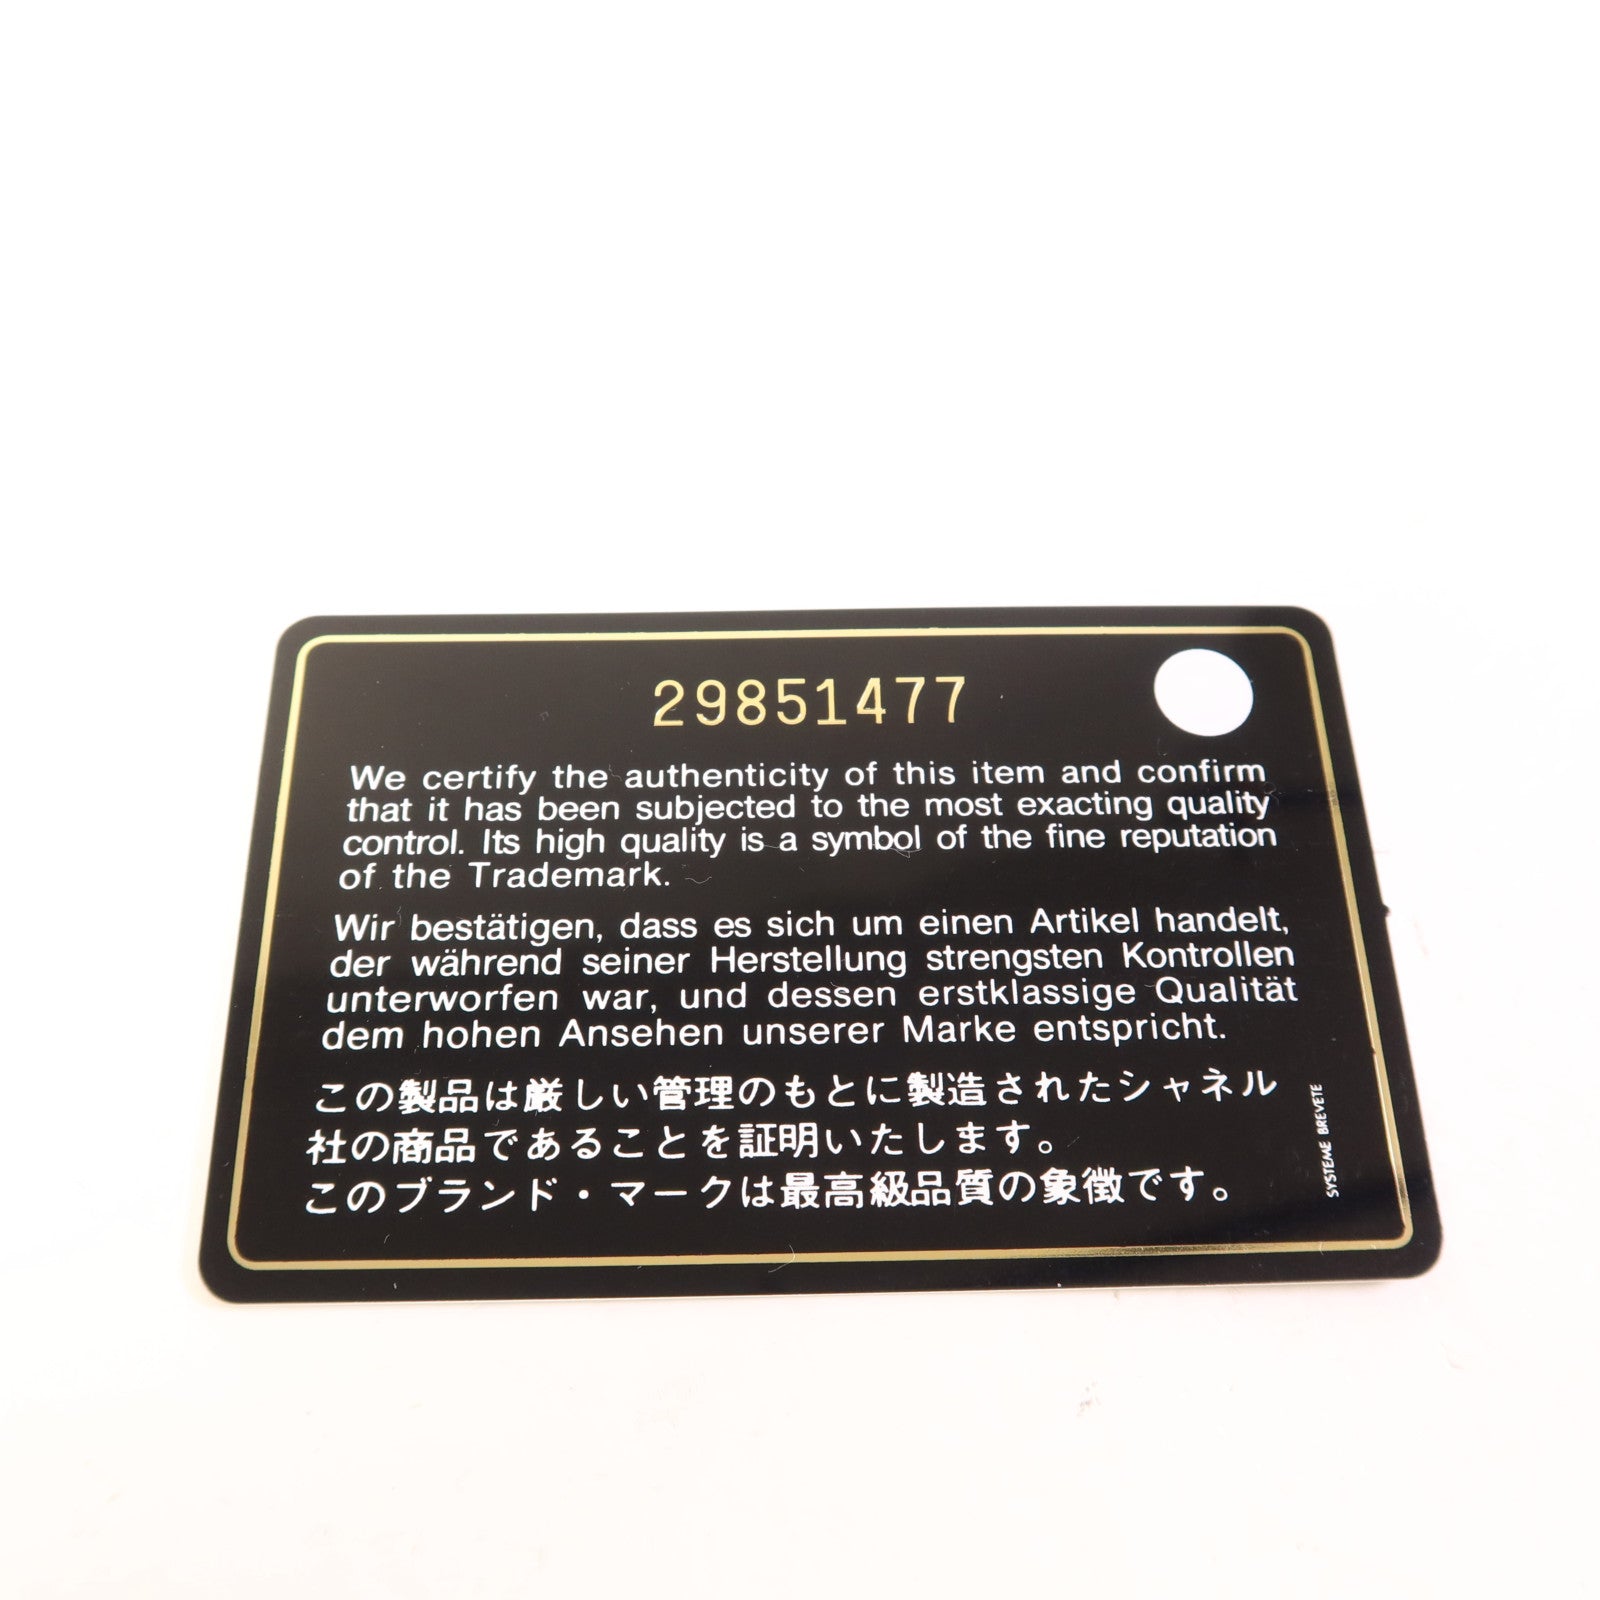 29851477
We certify the authenticity of this item and confirm
that it has been subjected to the most exacting quality
control. Its high quality is a symbol of the fine reputation
of the Trademark.
Wir bestätigen, dass es sich um einen Artikel handelt,
der während seiner Herstellung strengsten Kontrollen
unterworfen war, und dessen erstklassige Qualität
dem hohen Ansehen unserer Marke entspricht.
この製品は厳しい管理のもとに製造されたシャネル
社の商品であることを証明いたします。
このブランド・マークは最高級品質の象徴です。
SYSTEME BREVETE